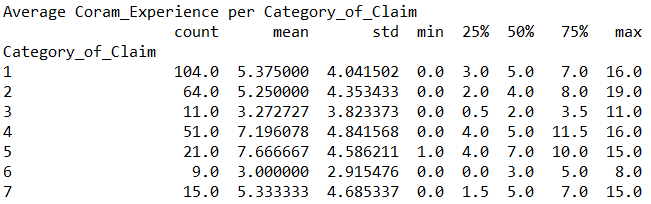 Average Coram_Experience per Category_of_Claim
count mean std min 25% 50% 75% max
Category_of_Claim
1 104.0 5.375000 4.041502 0.0 3.0 5.0 7.0 16.0
2 64.0 5.250000 4.353433 0.0 2.0 4.0 8.0 19.0
3 11.0 3.272727 3.823373 0.0 0.5 2.0 3.5 11.0
4 51.0 7.196078 4.841568 0.0 4.0 5.0 11.5 16.0
5 21.0 7.666667 4.586211 1.0 4.0 7.0 10.0 15.0
6 9.0 3.000000 2.915476 0.0 0.0 3.0 5.0 8.0
7 15.0 5.333333 4.685337 0.0 1.5 5.0 7.0 15.0